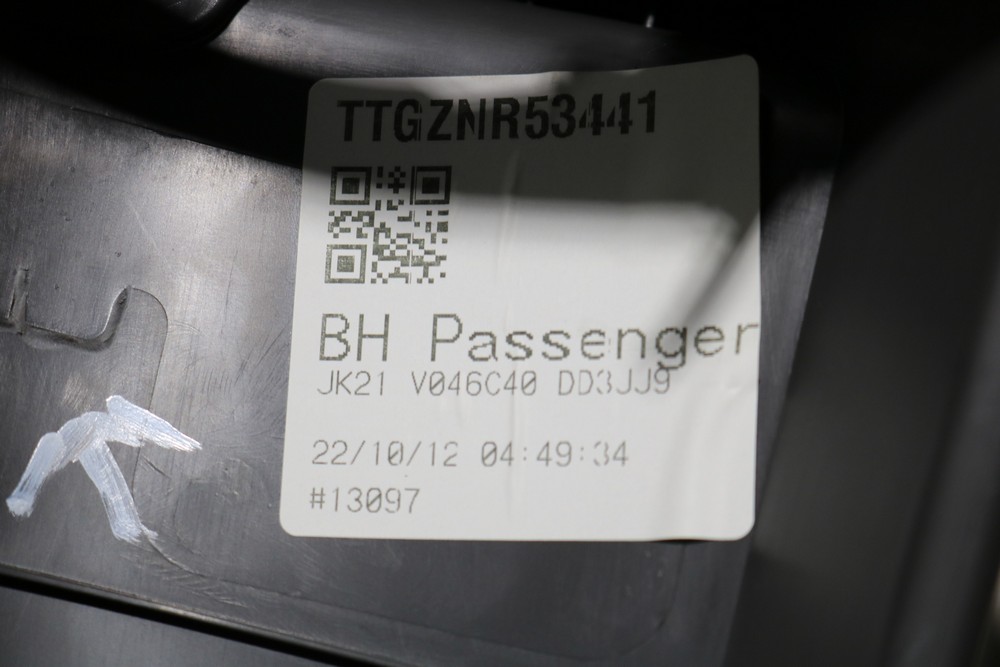 TTGZNR53441
BH Passenger
JK21 V046C40 DD3JJ9
22/10/12 04:49:34
#13097